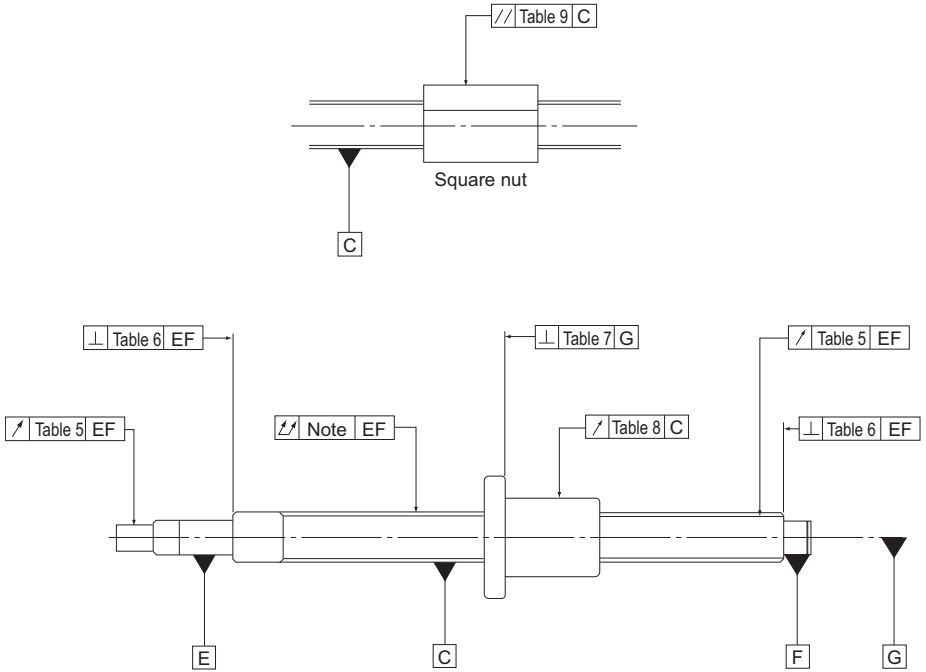 // Table 9 C
Square nut
C
⊥ Table 6 EF
⊥ Table 7 G
↗ Table 5 EF
↗ Table 5 EF
⌰ Note EF
↗ Table 8 C
⊥ Table 6 EF
E
C
F
G